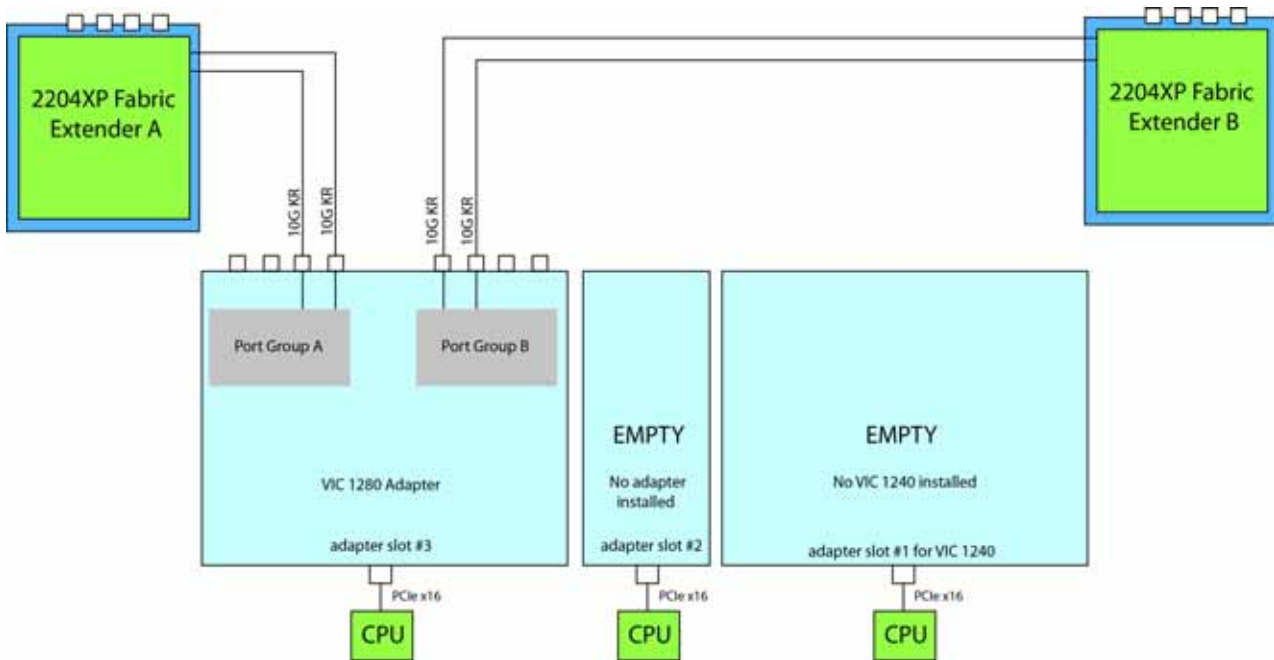 2204XP Fabric
Extender A
2204XP Fabric
Extender B
10G KR
10G KR
10G KR
10G KR
Port Group A
Port Group B
VIC 1280 Adapter
adapter slot #3
EMPTY
No adapter
installed
adapter slot #2
EMPTY
No VIC 1240 installed
adapter slot #1 for VIC 1240
PCIe x16
PCIe x16
PCIe x16
CPU
CPU
CPU